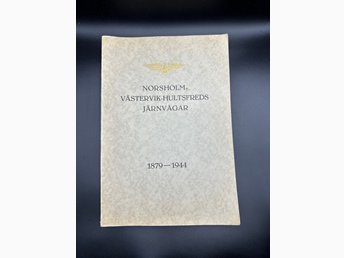 NORSHOLM-
VÄSTERVIK-HULTSFREDS
JÄRNVÄGAR
1879—1944